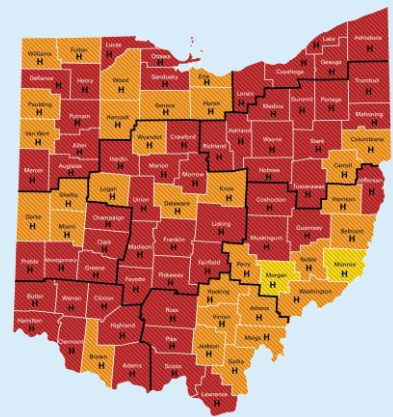 Williams
H
Fulton
H
Lucas
H
Ottawa
H
Lake
H
Ashtabula
H
Geauga
H
Cuyahoga
H
Defiance
H
Henry
H
Wood
H
Sandusky
H
Erie
H
Lorain
H
Trumbull
H
Paulding
H
Putnam
H
Hancock
H
Seneca
H
Huron
H
Medina
H
Summit
H
Portage
H
Mahoning
H
Van Wert
H
Allen
H
Wyandot
H
Crawford
H
Richland
H
Ashland
H
Wayne
H
Stark
H
Columbiana
H
Mercer
H
Auglaize
H
Hardin
H
Marion
H
Morrow
H
Holmes
H
Tuscarawas
H
Carroll
H
Jefferson
H
Shelby
H
Logan
H
Union
H
Delaware
H
Knox
H
Coshocton
H
Harrison
H
Darke
H
Miami
H
Champaign
H
Licking
H
Guernsey
H
Belmont
H
Clark
H
Madison
H
Franklin
H
Muskingum
H
Preble
H
Montgomery
H
Greene
H
Fayette
H
Pickaway
H
Fairfield
H
Perry
H
Morgan
H
Noble
H
Monroe
H
Butler
H
Warren
H
Clinton
H
Ross
H
Hocking
H
Athens
H
Washington
H
Hamilton
H
Clermont
H
Highland
H
Vinton
H
Brown
H
Adams
H
Pike
H
Jackson
H
Meigs
H
Scioto
H
Gallia
H
Lawrence
H